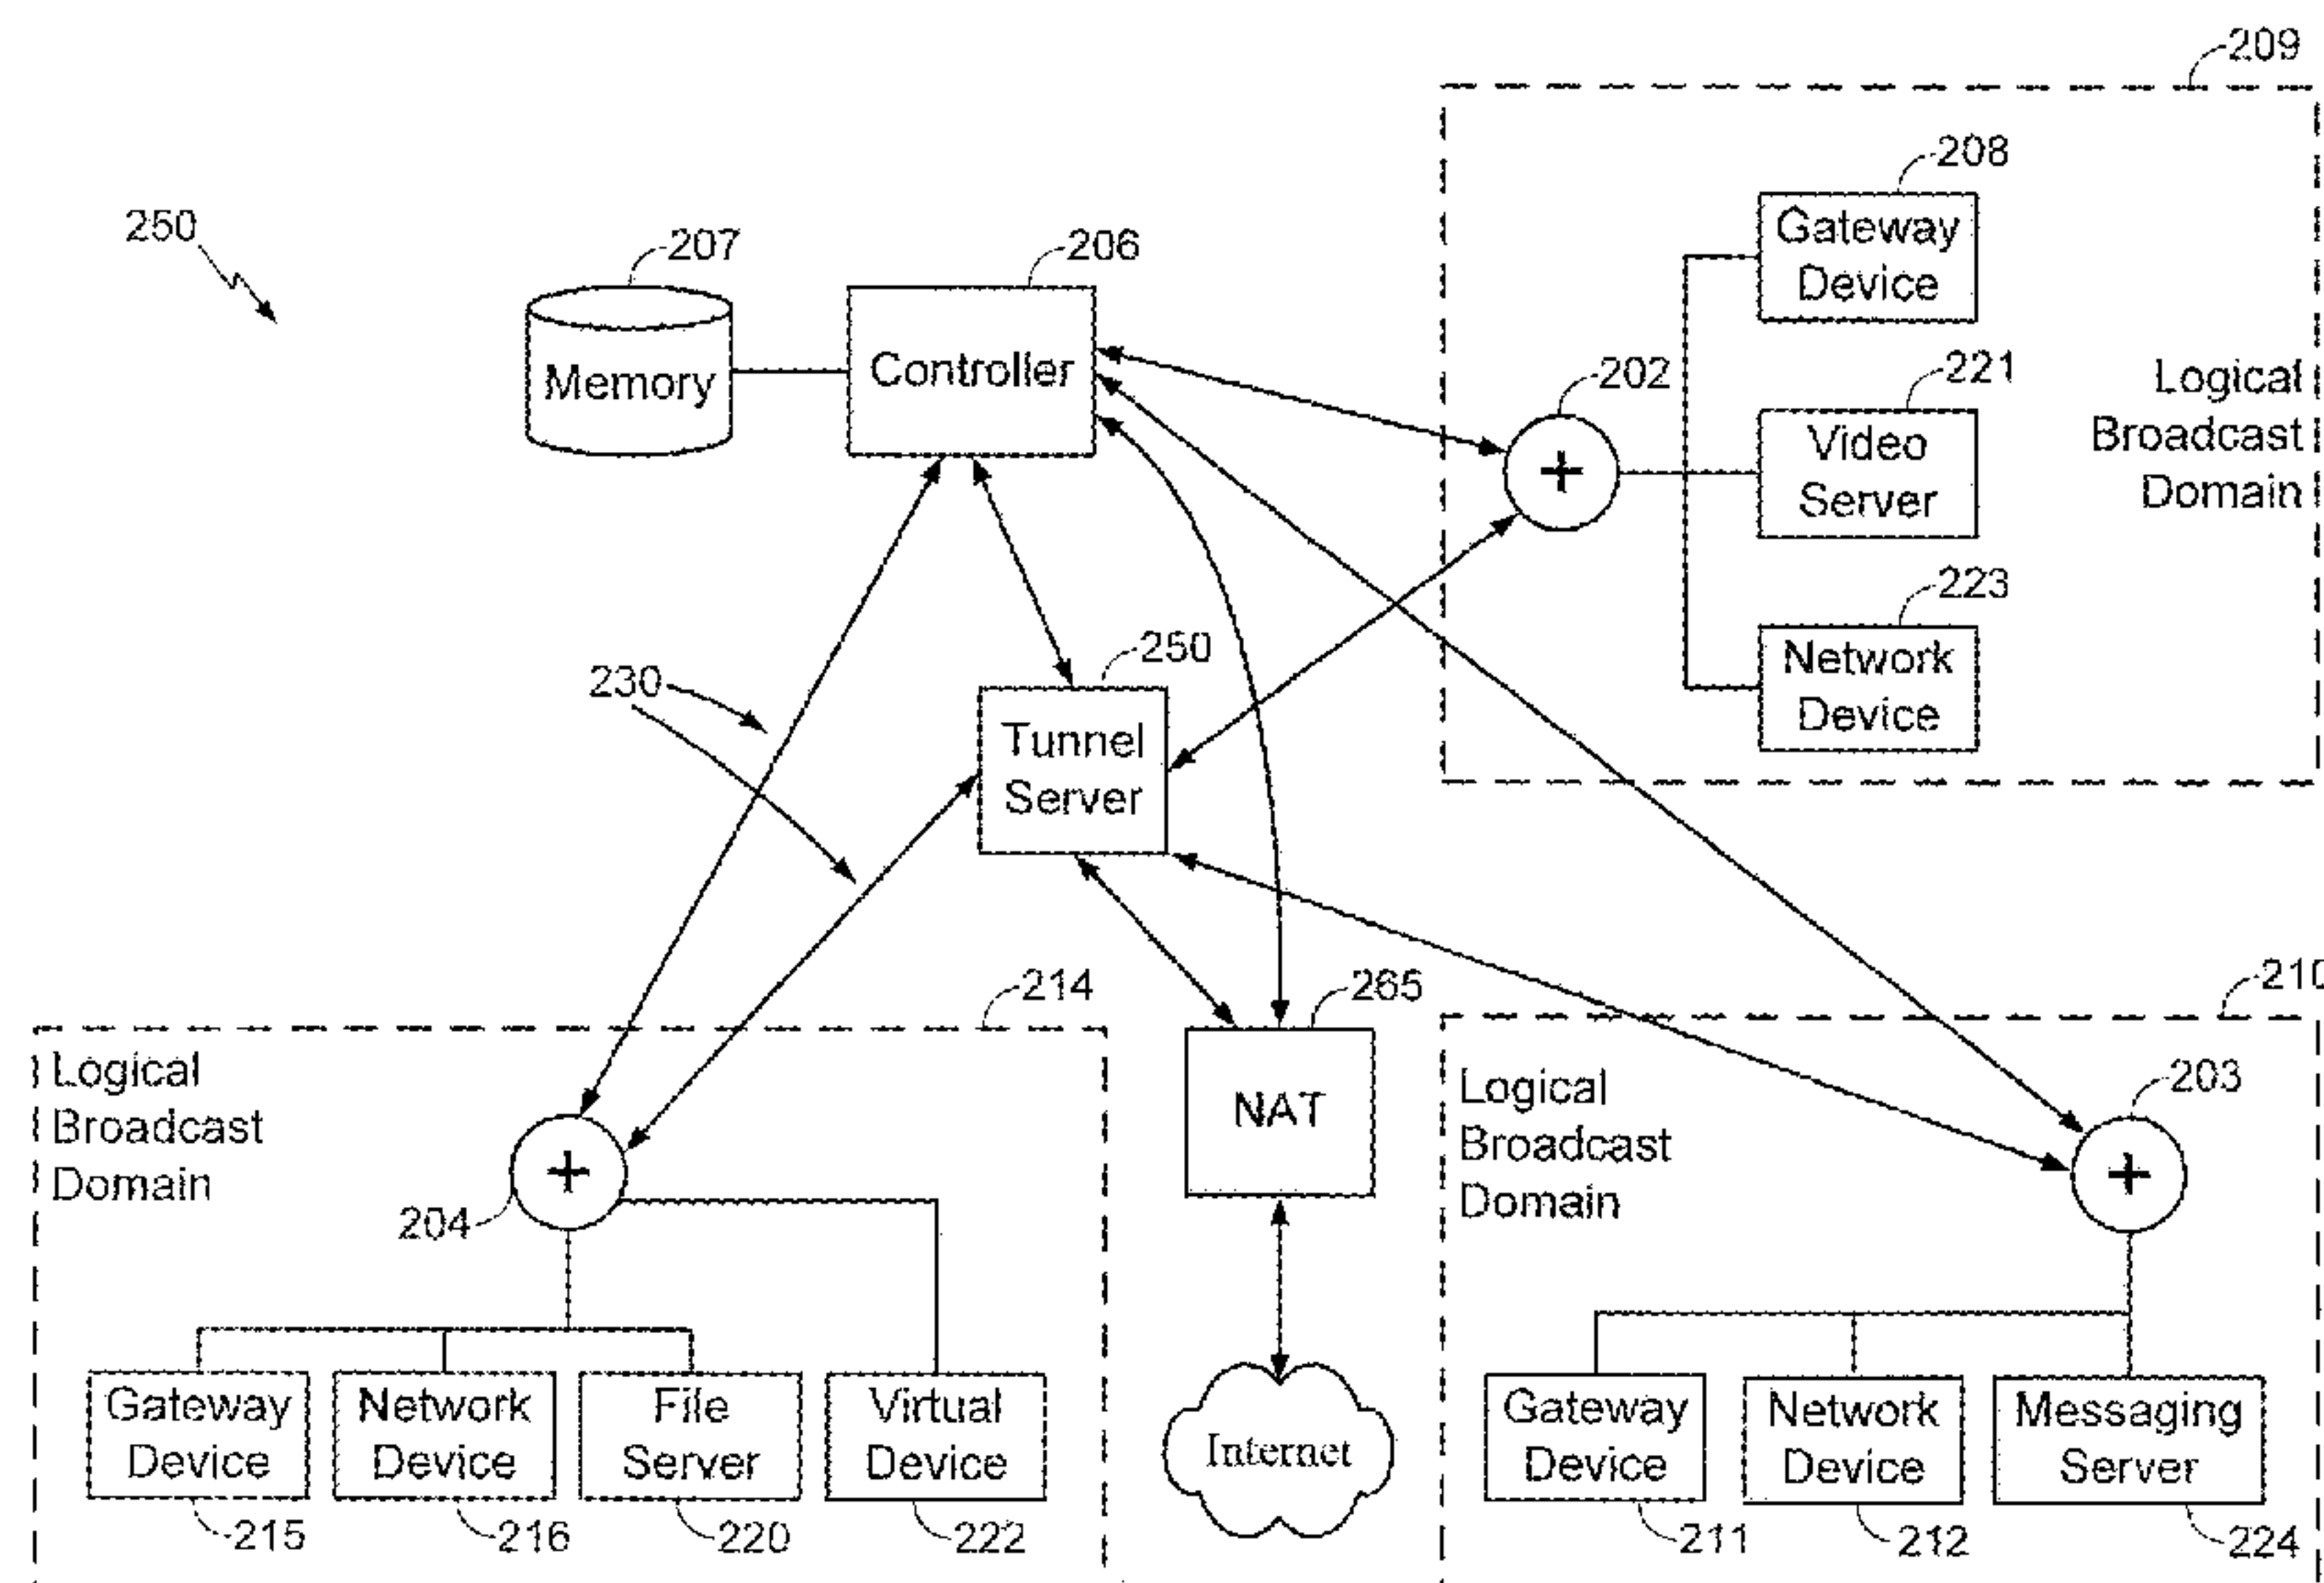 209
208
250
207
206
Gateway
Device
Memory
Controller
202
221
Logical
Broadcast
Domain
Video
Server
223
230
250
Network
Device
Tunnel
Server
214
265
210
Logical
Broadcast
Domain
NAT
Logical
Broadcast
Domain
203
204
Gateway
Device
Network
Device
File
Server
Virtual
Device
Internet
Gateway
Device
Network
Device
Messaging
Server
215
216
220
222
211
212
224